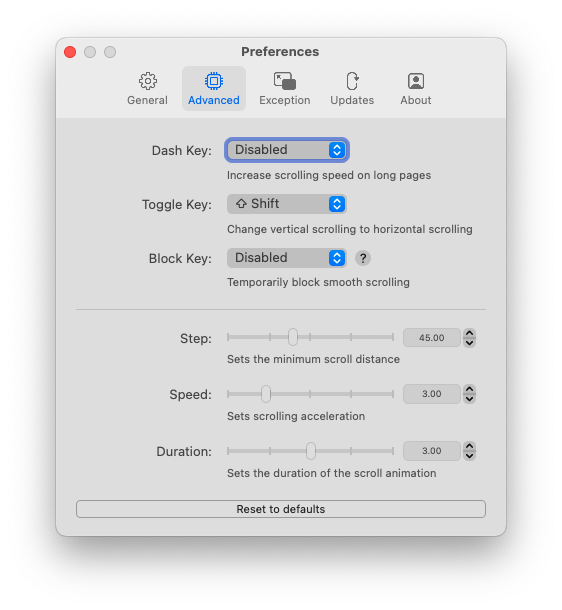 Preferences
General Advanced Exception Updates About
Dash Key: Disabled
Increase scrolling speed on long pages
Toggle Key: ⇧ Shift
Change vertical scrolling to horizontal scrolling
Block Key: Disabled ?
Temporarily block smooth scrolling
Step: 45.00
Sets the minimum scroll distance
Speed: 3.00
Sets scrolling acceleration
Duration: 3.00
Sets the duration of the scroll animation
Reset to defaults